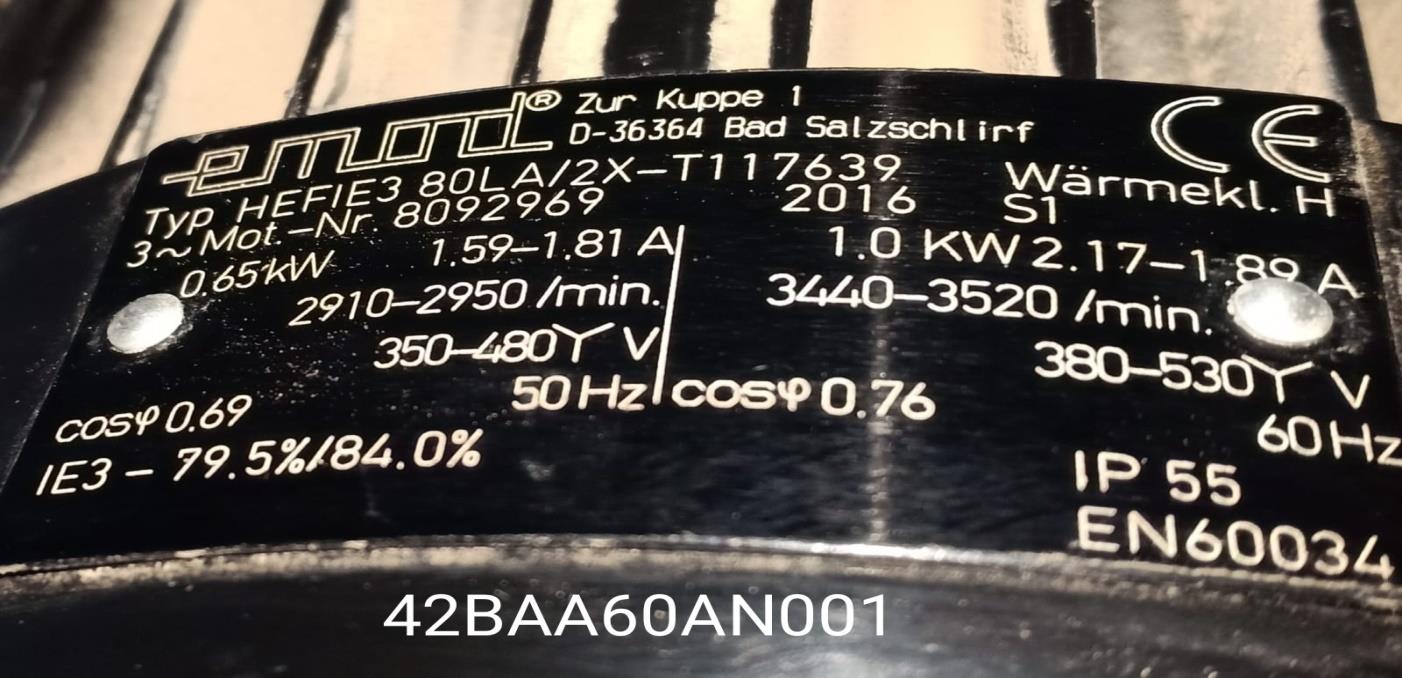 emond® Zur Kuppe 1
D-36364 Bad Salzschlirf
CE
Typ HEFIE3 80LA/2X-T117639 Wärmekl. H
3~Mot.-Nr. 8092969 2016 S1
0.65kW 1.59-1.81 A 1.0 KW 2.17-1.89 A
2910-2950 /min. 3440-3520 /min.
350-480Y V 380-530Y V
cosφ 0.69 50 Hz cosφ 0.76 60 Hz
IE3 - 79.5%/84.0% IP 55
EN60034
42BAA60AN001